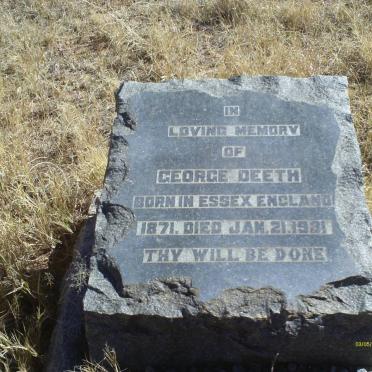 IN
LOVING MEMORY
OF
GEORGE DEETH
BORN IN ESSEX ENGLAND
1871. DIED JAN. 21. 1931
THY WILL BE DONE